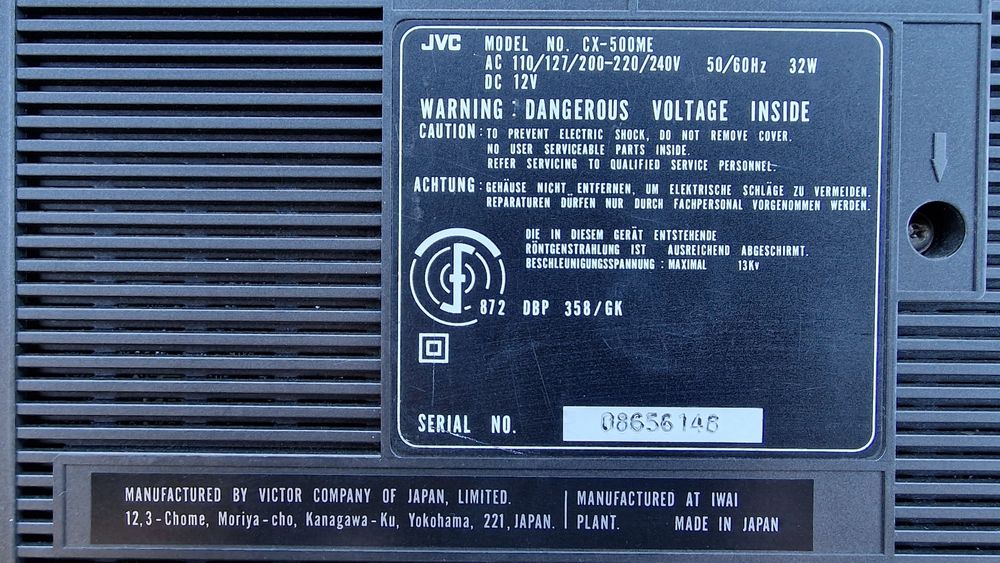 JVC MODEL NO. CX-500ME
AC 110/127/200-220/240V 50/60Hz 32W
DC 12V
WARNING : DANGEROUS VOLTAGE INSIDE
CAUTION : TO PREVENT ELECTRIC SHOCK, DO NOT REMOVE COVER.
NO USER SERVICEABLE PARTS INSIDE.
REFER SERVICING TO QUALIFIED SERVICE PERSONNEL.
ACHTUNG : GEHÄUSE NICHT ENTFERNEN, UM ELEKTRISCHE SCHLÄGE ZU VERMEIDEN.
REPARATUREN DÜRFEN NUR DURCH FACHPERSONAL VORGENOMMEN WERDEN.
DIE IN DIESEM GERÄT ENTSTEHENDE
RÖNTGENSTRAHLUNG IST AUSREICHEND ABGESCHIRMT.
BESCHLEUNIGUNGSSPANNUNG : MAXIMAL 13Kv
872 DBP 358/GK
SERIAL NO. 08656146
MANUFACTURED BY VICTOR COMPANY OF JAPAN, LIMITED.
12,3-Chome, Moriya-cho, Kanagawa-Ku, Yokohama, 221, JAPAN.
MANUFACTURED AT IWAI
PLANT. MADE IN JAPAN